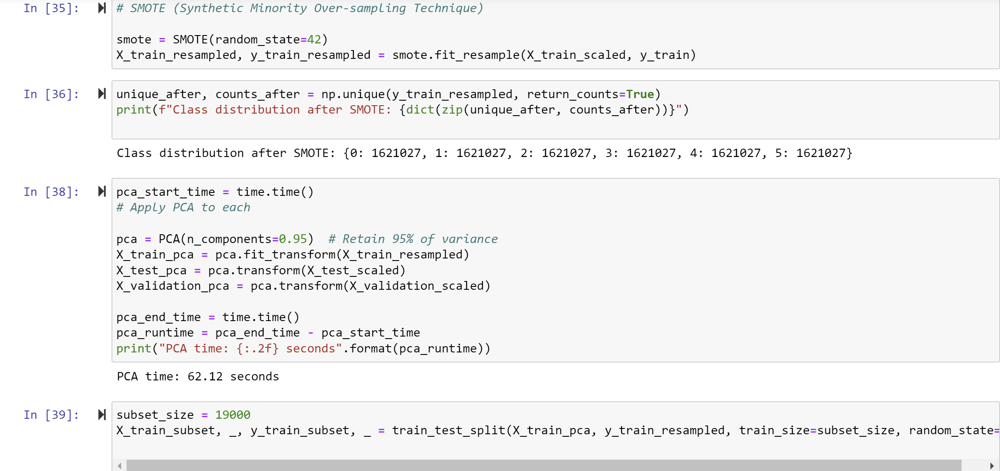 In [35]: # SMOTE (Synthetic Minority Over-sampling Technique)
smote = SMOTE(random_state=42)
X_train_resampled, y_train_resampled = smote.fit_resample(X_train_scaled, y_train)
In [36]: unique_after, counts_after = np.unique(y_train_resampled, return_counts=True)
print(f"Class distribution after SMOTE: {dict(zip(unique_after, counts_after))}")
Class distribution after SMOTE: {0: 1621027, 1: 1621027, 2: 1621027, 3: 1621027, 4: 1621027, 5: 1621027}
In [38]: pca_start_time = time.time()
# Apply PCA to each
pca = PCA(n_components=0.95)  # Retain 95% of variance
X_train_pca = pca.fit_transform(X_train_resampled)
X_test_pca = pca.transform(X_test_scaled)
X_validation_pca = pca.transform(X_validation_scaled)
pca_end_time = time.time()
pca_runtime = pca_end_time - pca_start_time
print("PCA time: {:.2f} seconds".format(pca_runtime))
PCA time: 62.12 seconds
In [39]: subset_size = 19000
X_train_subset, _, y_train_subset, _ = train_test_split(X_train_pca, y_train_resampled, train_size=subset_size, random_state=